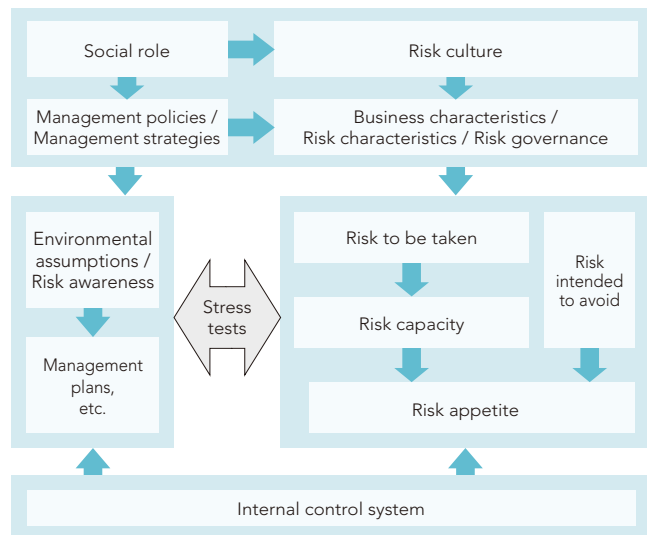 Social role
Risk culture
Management policies /
Management strategies
Business characteristics /
Risk characteristics / Risk governance
Environmental
assumptions /
Risk awareness
Management
plans,
etc.
Stress
tests
Risk to be taken
Risk capacity
Risk
intended
to avoid
Risk appetite
Internal control system